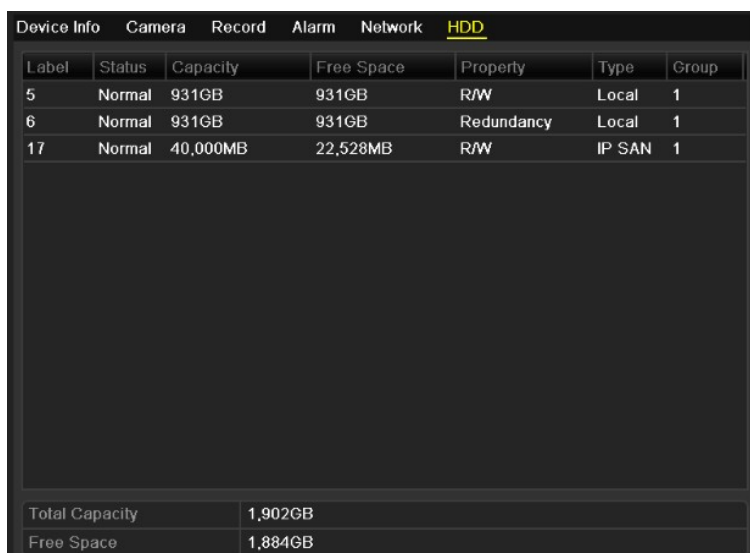 Device Info Camera Record Alarm Network HDD
Label Status Capacity Free Space Property Type Group
5 Normal 931GB 931GB R/W Local 1
6 Normal 931GB 931GB Redundancy Local 1
17 Normal 40,000MB 22,528MB R/W IP SAN 1
Total Capacity 1,902GB
Free Space 1,884GB